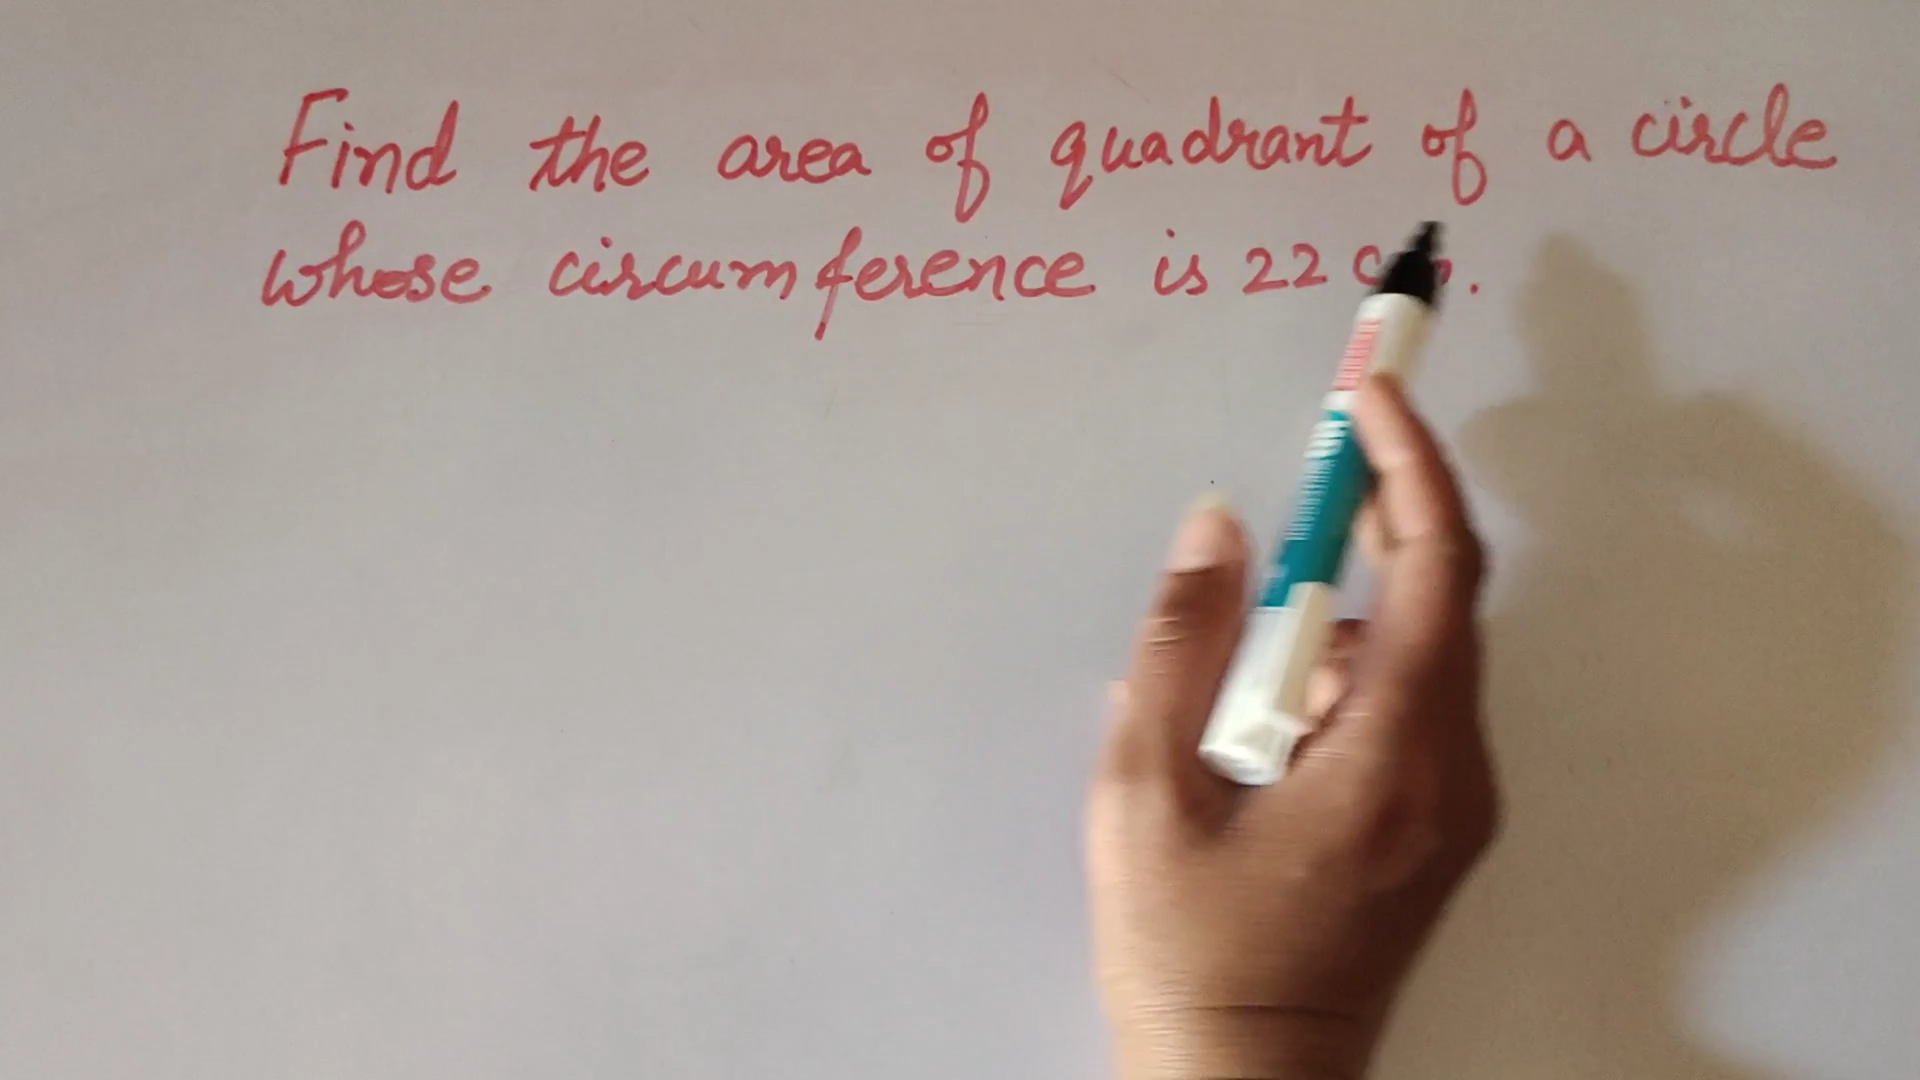 Find the area of quadrant of a circle
whose circumference is 22